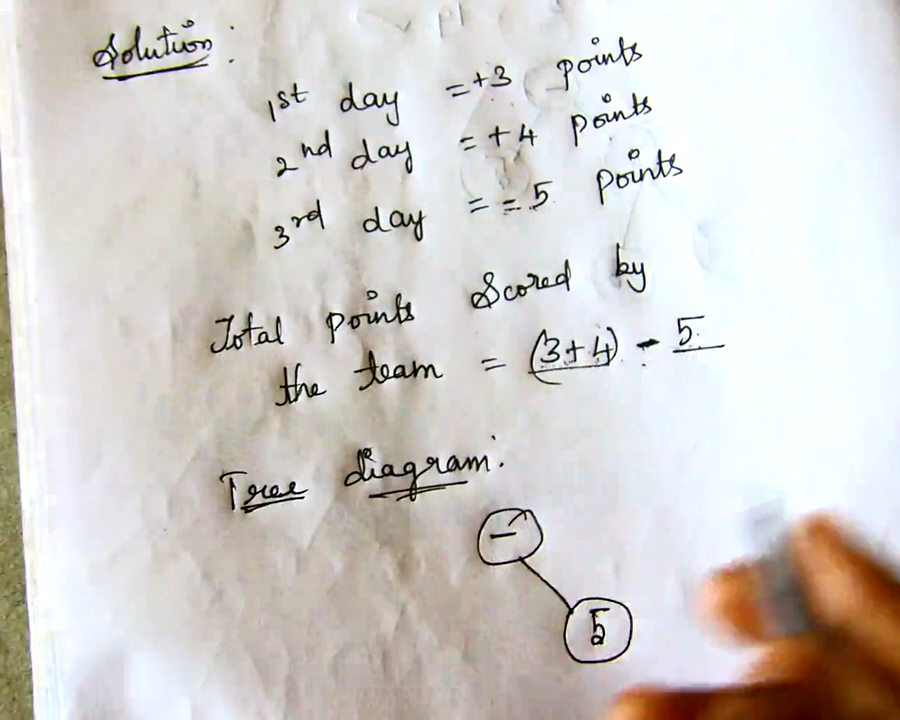 Solution:
1st day = +3 points
2nd day = +4 points
3rd day = -5 points
Total points Scored by
the team = (3+4) - 5
Tree diagram:
-
5